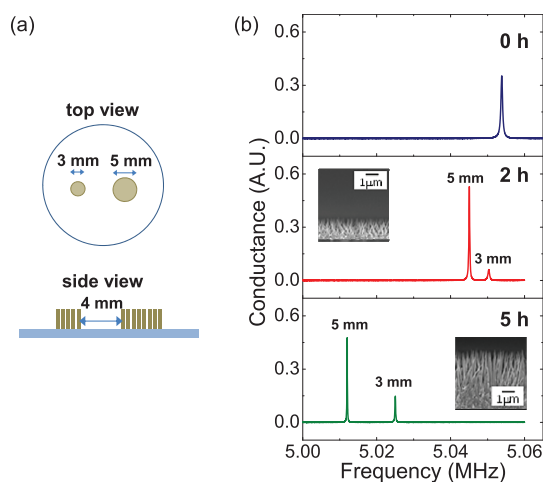 (a)
top view
3 mm
5 mm
side view
4 mm
(b)
Conductance (A.U.)
0.6
0.3
0.0
0 h
0.6
0.3
0.0
1μm
5 mm
3 mm
2 h
0.6
0.3
0.0
5 mm
3 mm
5 h
1μm
5.00 5.02 5.04 5.06
Frequency (MHz)